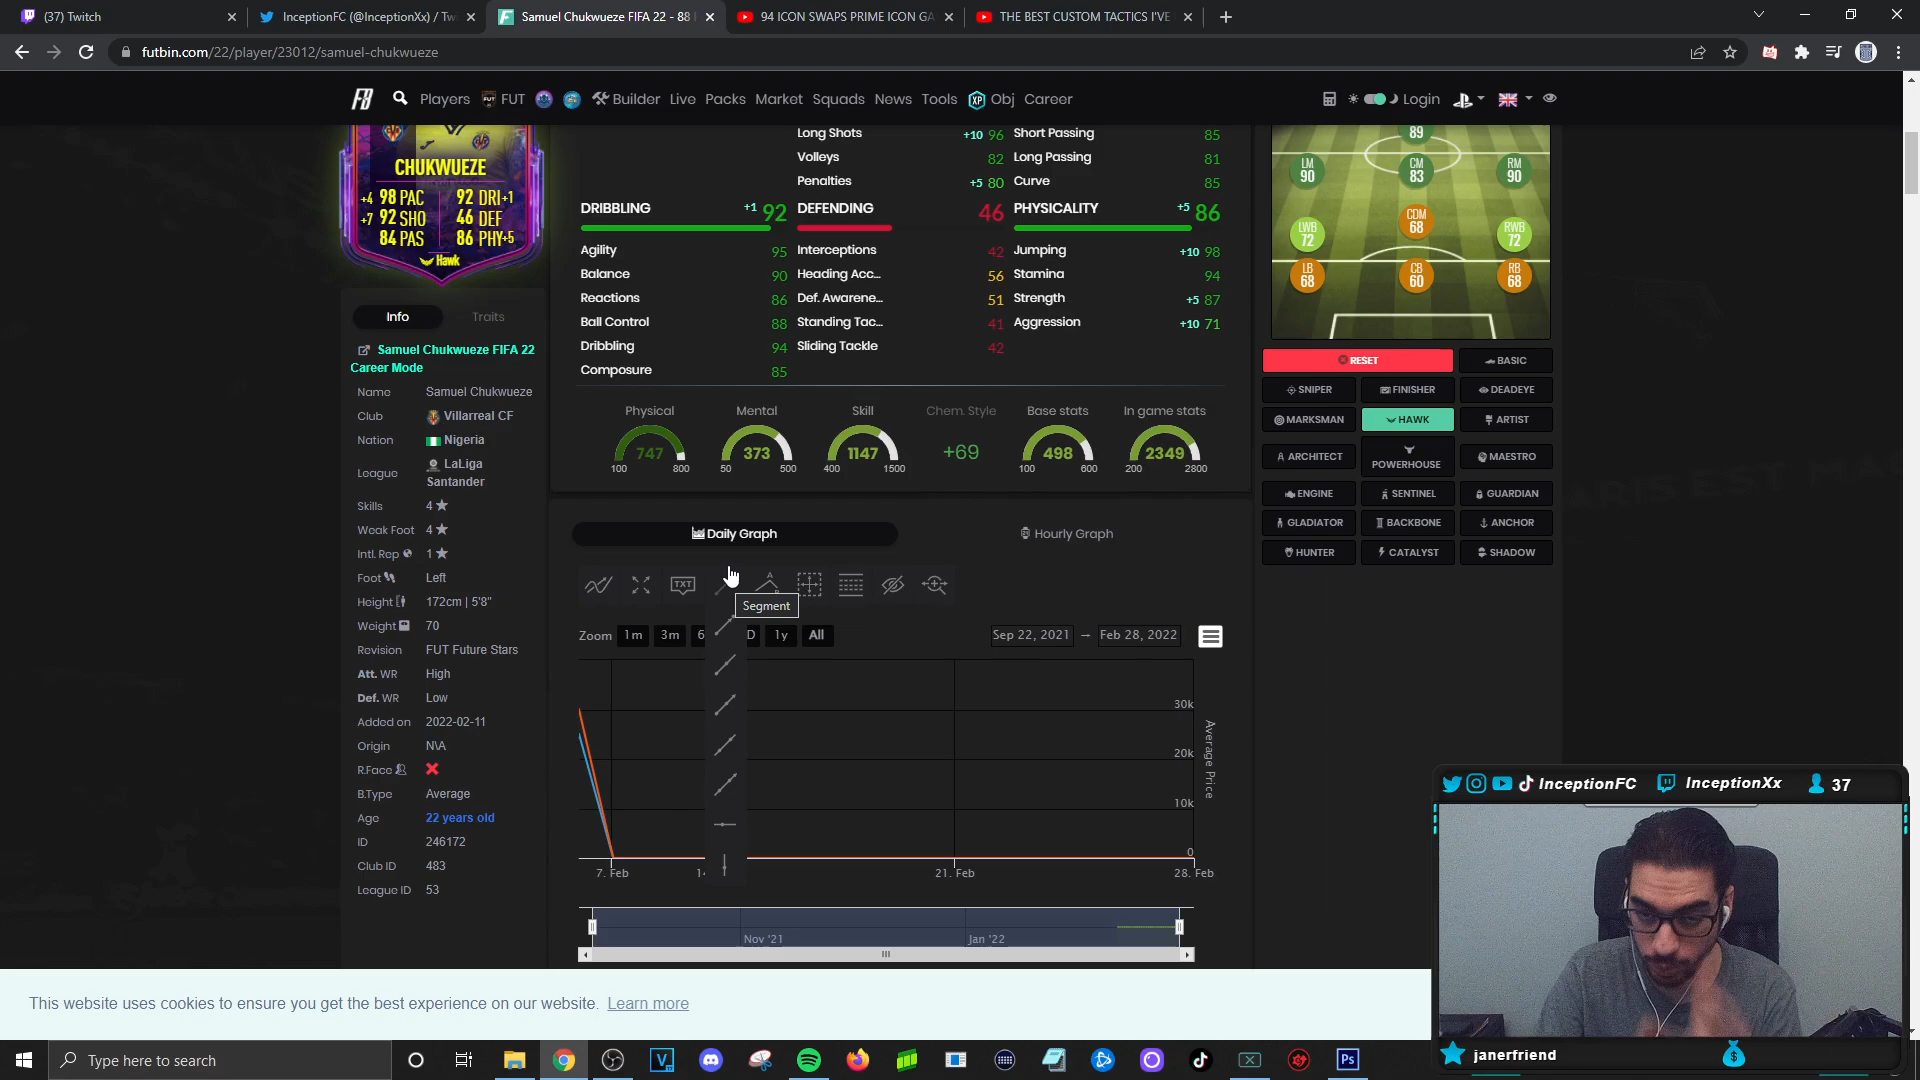 (37) Twitch
InceptionFC (@InceptionXx) / Tw
Samuel Chukwueze FIFA 22 - 88
94 ICON SWAPS PRIME ICON GA
THE BEST CUSTOM TACTICS I'VE
futbin.com/22/player/23012/samuel-chukwueze
Players FUT Builder Live Packs Market Squads News Tools XP Obj Career
Login
CHUKWUEZE
+4 98 PAC 92 DRI+1
+7 92 SHO 46 DEF
84 PAS 86 PHY+5
Hawk
Long Shots +10 96
Volleys 82
Penalties +5 80
Short Passing 85
Long Passing 81
Curve 85
DRIBBLING +1 92
Agility 95
Balance 90
Reactions 86
Ball Control 88
Dribbling 94
Composure 85
DEFENDING 46
Interceptions 42
Heading Acc... 56
Def. Awarene... 51
Standing Tac... 41
Sliding Tackle 42
PHYSICALITY +5 86
Jumping +10 98
Stamina 94
Strength +5 87
Aggression +10 71
Physical 747 100 800
Mental 373 50 500
Skill 1147 400 1500
Chem. Style +69
Base stats 498 100 600
In game stats 2349 200 2800
89
LM 90
CM 83
RM 90
LWB 72
CDM 68
RWB 72
LB 68
CB 60
RB 68
RESET BASIC
SNIPER FINISHER DEADEYE
MARKSMAN HAWK ARTIST
ARCHITECT POWERHOUSE MAESTRO
ENGINE SENTINEL GUARDIAN
GLADIATOR BACKBONE ANCHOR
HUNTER CATALYST SHADOW
Info Traits
Samuel Chukwueze FIFA 22
Career Mode
Name Samuel Chukwueze
Club Villarreal CF
Nation Nigeria
League LaLiga
Santander
Skills 4
Weak Foot 4
Intl. Rep 1
Foot Left
Height 172cm | 5'8"
Weight 70
Revision FUT Future Stars
Att. WR High
Def. WR Low
Added on 2022-02-11
Origin N\A
R.Face
B.Type Average
Age 22 years old
ID 246172
Club ID 483
League ID 53
Daily Graph Hourly Graph
TXT
Segment
Zoom 1m 3m 6 D 1y All
Sep 22, 2021 → Feb 28, 2022
30k
20k
10k
0
Average Price
7. Feb 14 21. Feb 28. Feb
Nov '21 Jan '22
This website uses cookies to ensure you get the best experience on our website. Learn more
InceptionFC InceptionXx 37
janerfriend
Type here to search
Ps